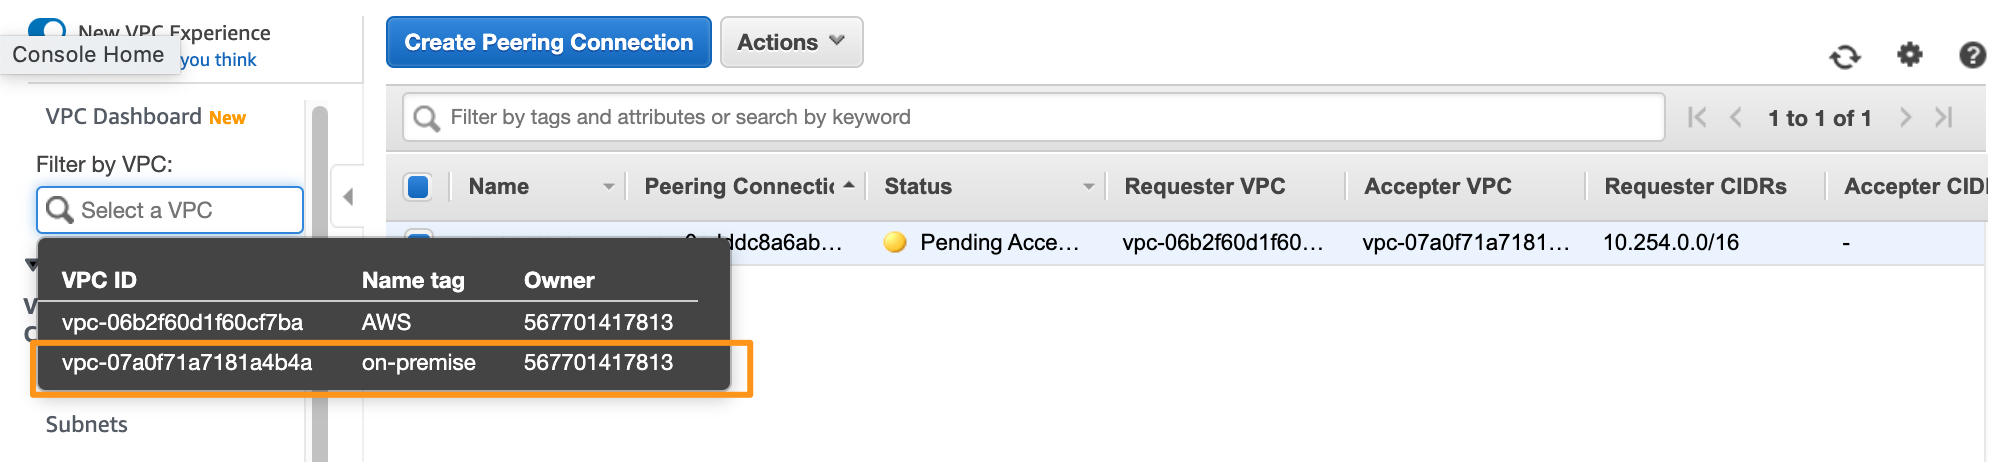 New VPC Experience
Console Home
you think
VPC Dashboard New
Filter by VPC:
Select a VPC
VPC ID Name tag Owner
vpc-06b2f60d1f60cf7ba AWS 567701417813
vpc-07a0f71a7181a4b4a on-premise 567701417813
Subnets
Create Peering Connection Actions
Filter by tags and attributes or search by keyword
1 to 1 of 1
Name Peering Connectic Status Requester VPC Accepter VPC Requester CIDRs Accepter CIDI
ddc8a6ab… Pending Acce… vpc-06b2f60d1f60… vpc-07a0f71a7181… 10.254.0.0/16 -